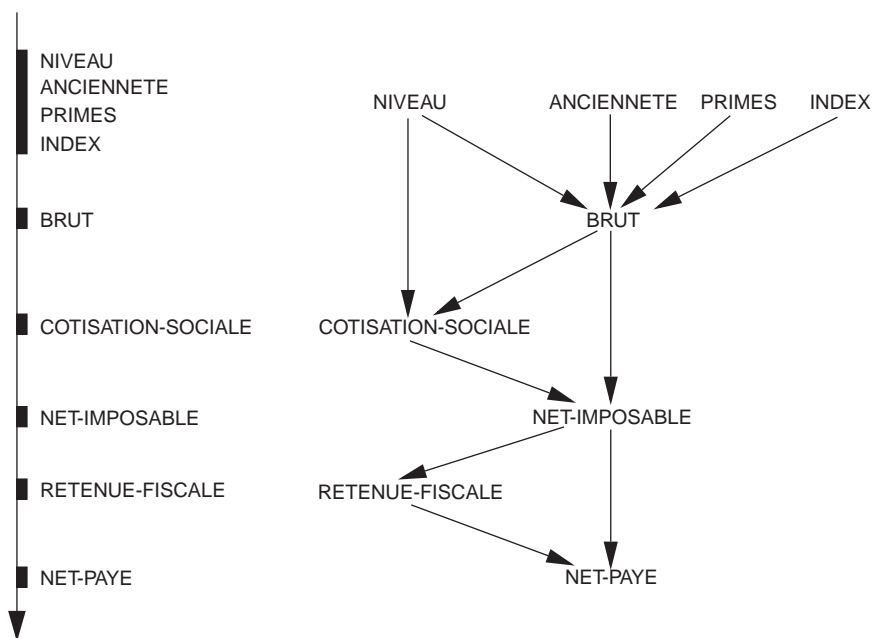 NIVEAU
ANCIENNETE
PRIMES
INDEX
BRUT
COTISATION-SOCIALE
NET-IMPOSABLE
RETENUE-FISCALE
NET-PAYE
NIVEAU ANCIENNETE PRIMES INDEX
BRUT
COTISATION-SOCIALE
NET-IMPOSABLE
RETENUE-FISCALE
NET-PAYE